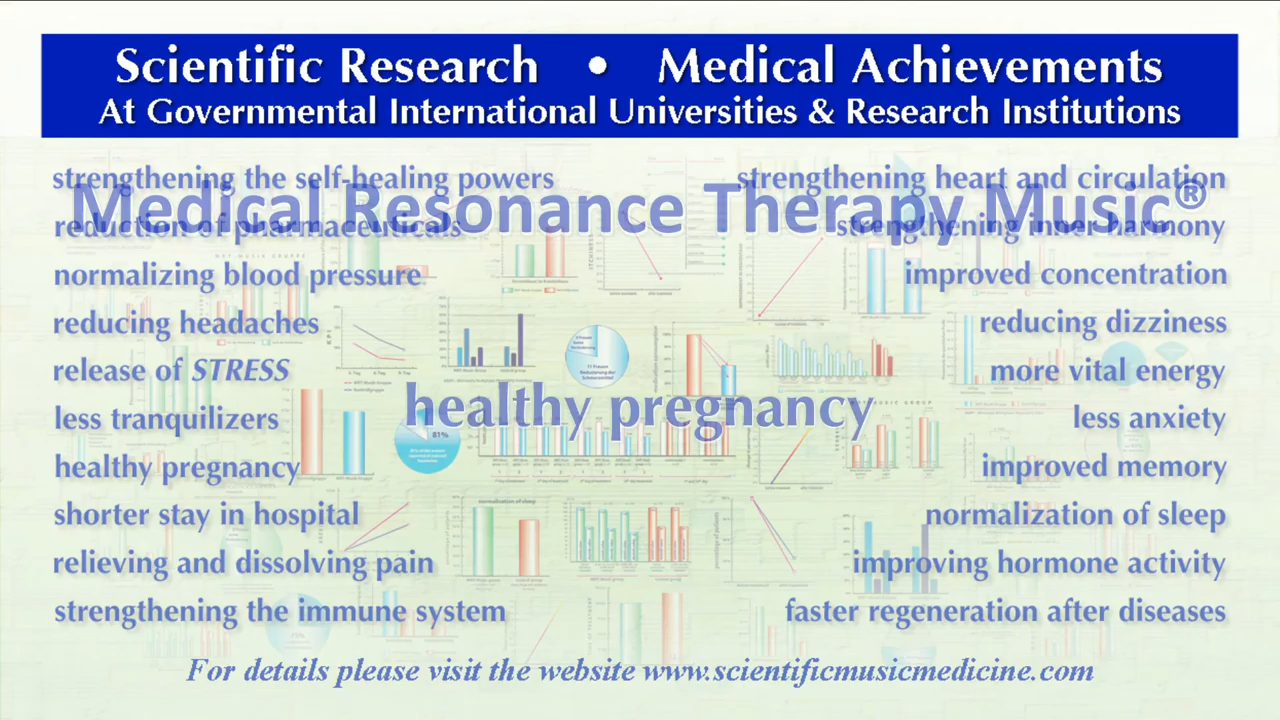 Scientific Research • Medical Achievements
At Governmental International Universities & Research Institutions
Medical Resonance Therapy Music®
strengthening the self-healing powers
reduction of pharmaceuticals
normalizing blood pressure
reducing headaches
release of STRESS
less tranquilizers
healthy pregnancy
shorter stay in hospital
relieving and dissolving pain
strengthening the immune system
strengthening heart and circulation
strengthening inner harmony
improved concentration
reducing dizziness
more vital energy
less anxiety
improved memory
normalization of sleep
improving hormone activity
faster regeneration after diseases
healthy pregnancy
81%
normalization of sleep
For details please visit the website www.scientificmusicmedicine.com